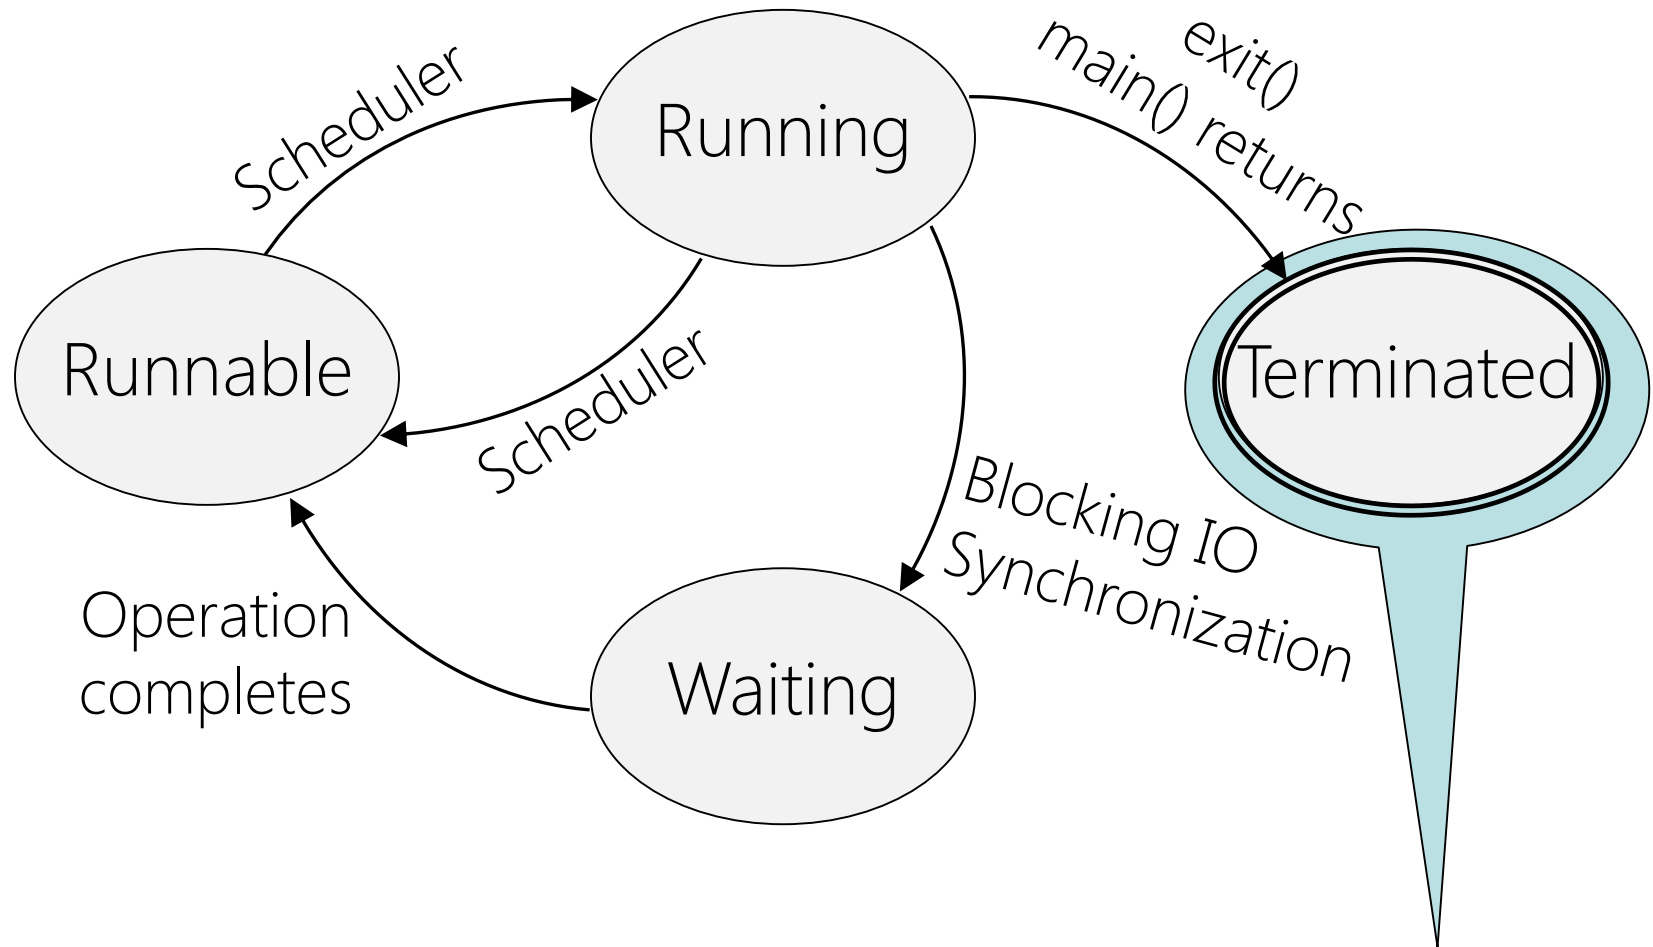 exit()
main() returns
Scheduler
Running
Runnable
Scheduler
Terminated
Blocking IO
Synchronization
Operation
completes
Waiting